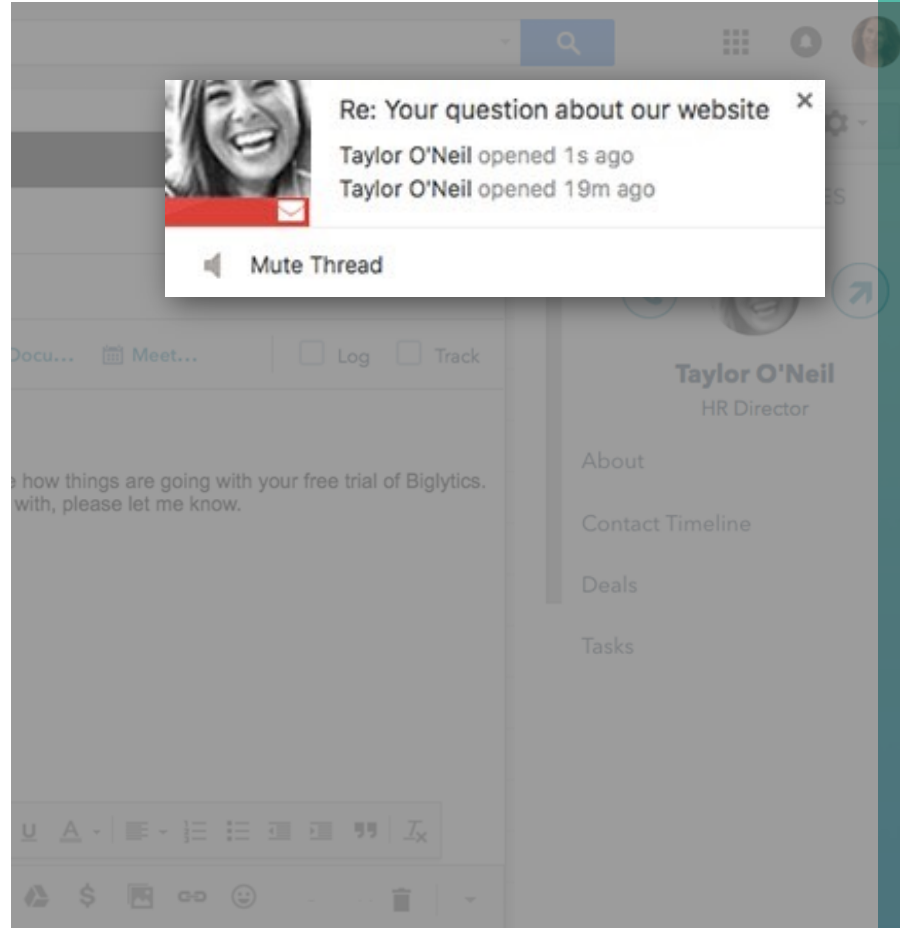 Re: Your question about our website
Taylor O'Neil opened 1s ago
Taylor O'Neil opened 19m ago
Mute Thread
ES
Docu... Meet... Log Track
Taylor O'Neil
HR Director
how things are going with your free trial of Biglytics.
with, please let me know.
About
Contact Timeline
Deals
Tasks